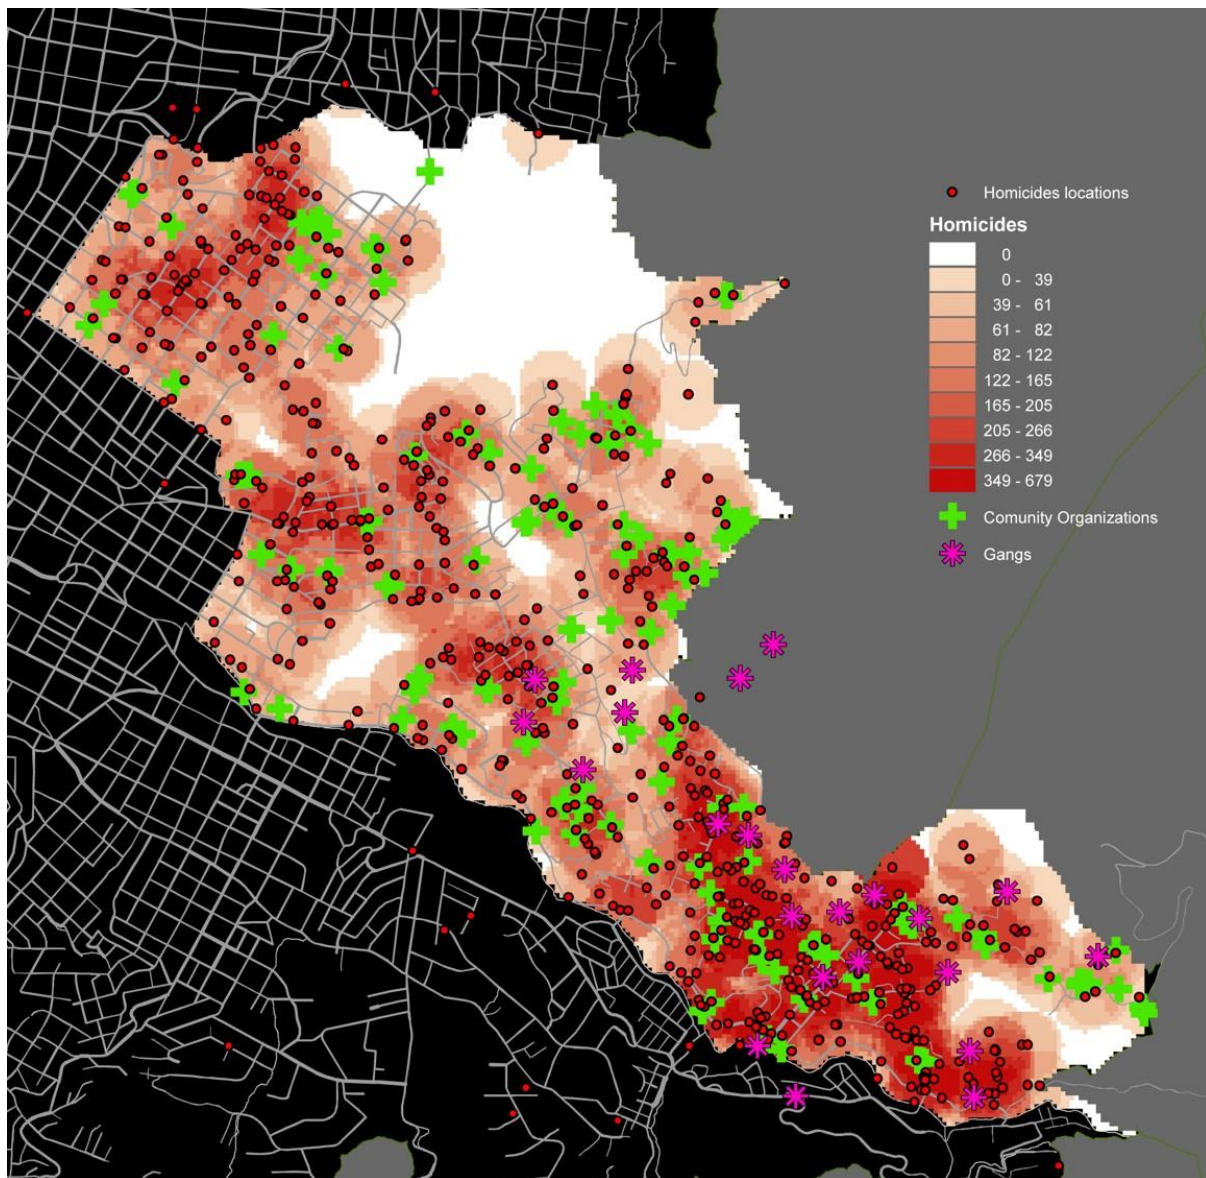 Homicides locations
Homicides
0
0 - 39
39 - 61
61 - 82
82 - 122
122 - 165
165 - 205
205 - 266
266 - 349
349 - 679
Comunity Organizations
Gangs